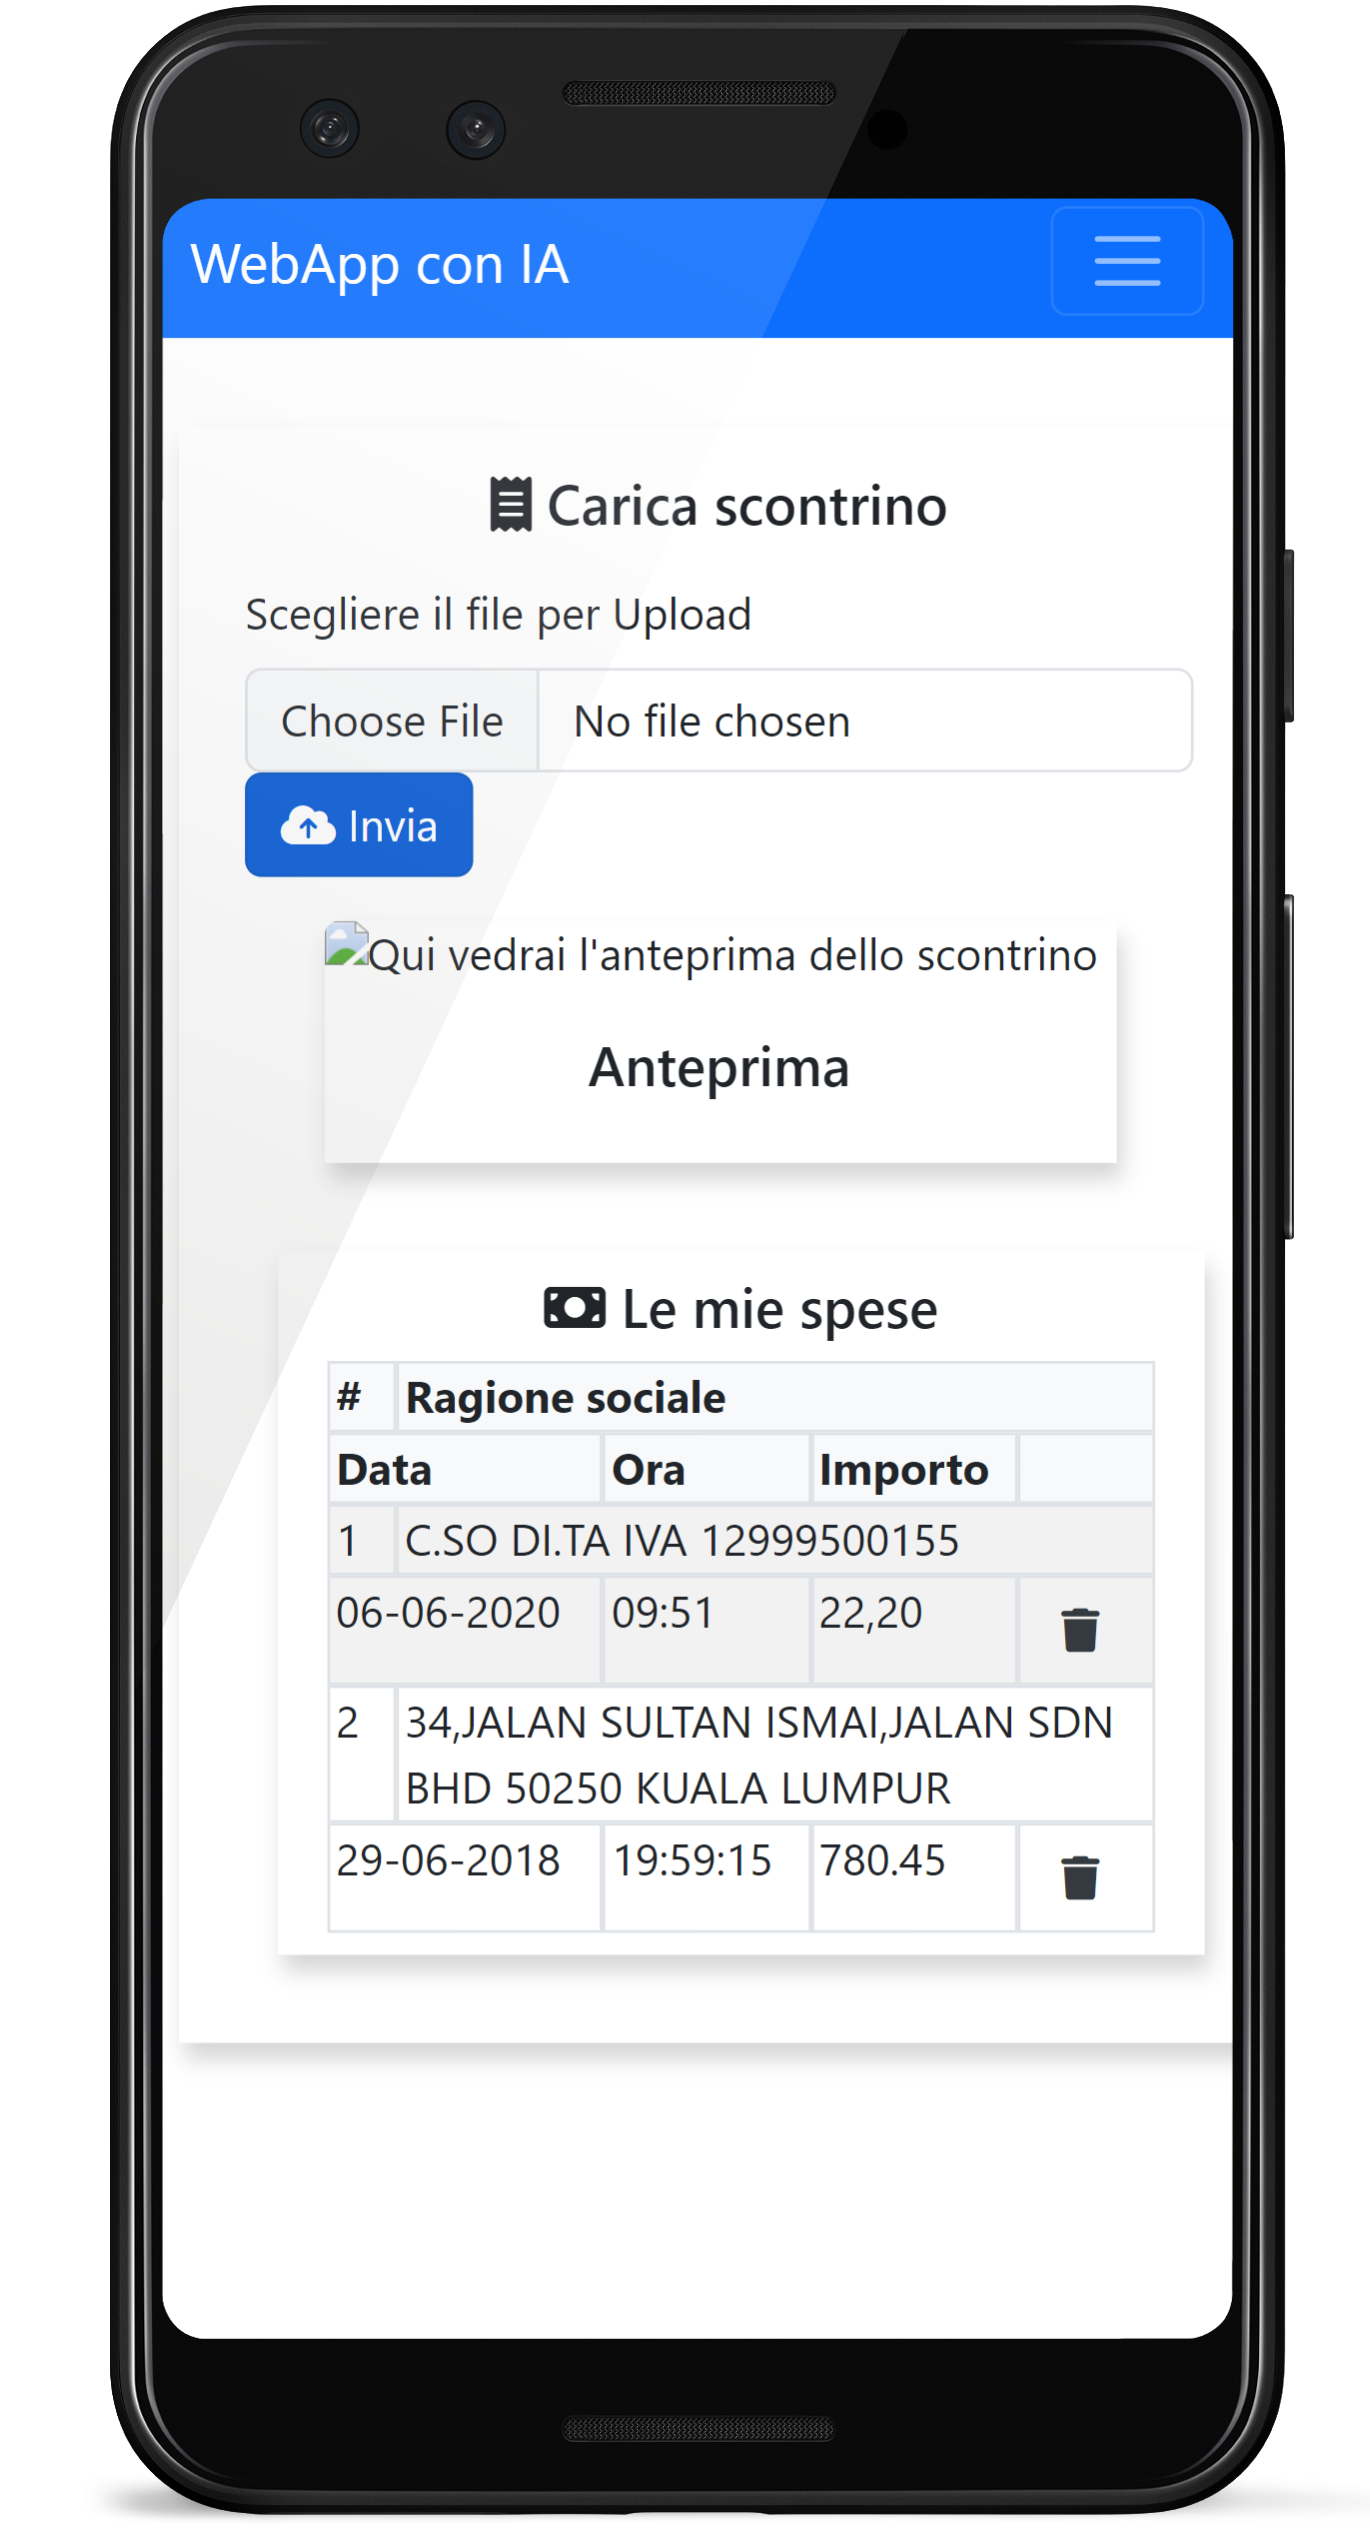 WebApp con IA
Carica scontrino
Scegliere il file per Upload
Choose File No file chosen
Invia
Qui vedrai l'anteprima dello scontrino
Anteprima
Le mie spese
# Ragione sociale
Data Ora Importo
1 C.SO DI.TA IVA 12999500155
06-06-2020 09:51 22,20
2 34,JALAN SULTAN ISMAI,JALAN SDN
BHD 50250 KUALA LUMPUR
29-06-2018 19:59:15 780.45